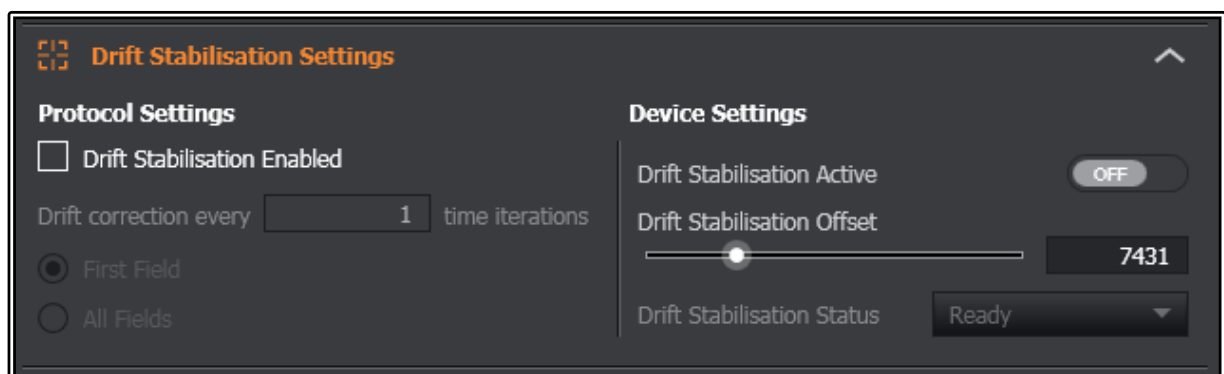 Drift Stabilisation Settings
Protocol Settings
Drift Stabilisation Enabled
Drift correction every 1 time iterations
First Field
All Fields
Device Settings
Drift Stabilisation Active OFF
Drift Stabilisation Offset
7431
Drift Stabilisation Status Ready